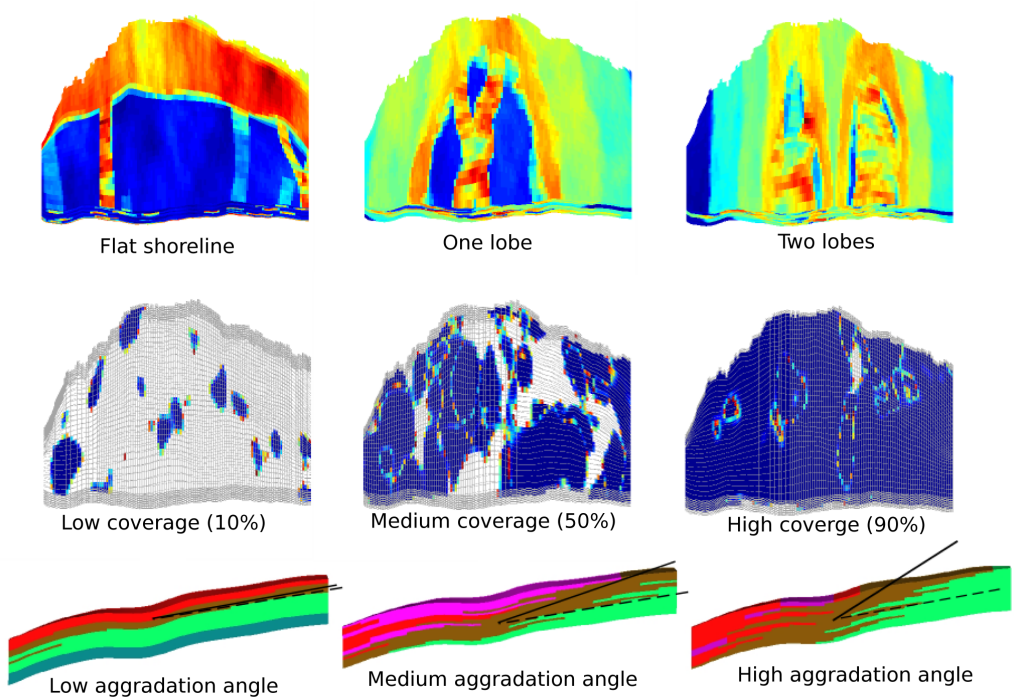 Flat shoreline
One lobe
Two lobes
Low coverage (10%)
Medium coverage (50%)
High coverge (90%)
Low aggradation angle
Medium aggradation angle
High aggradation angle